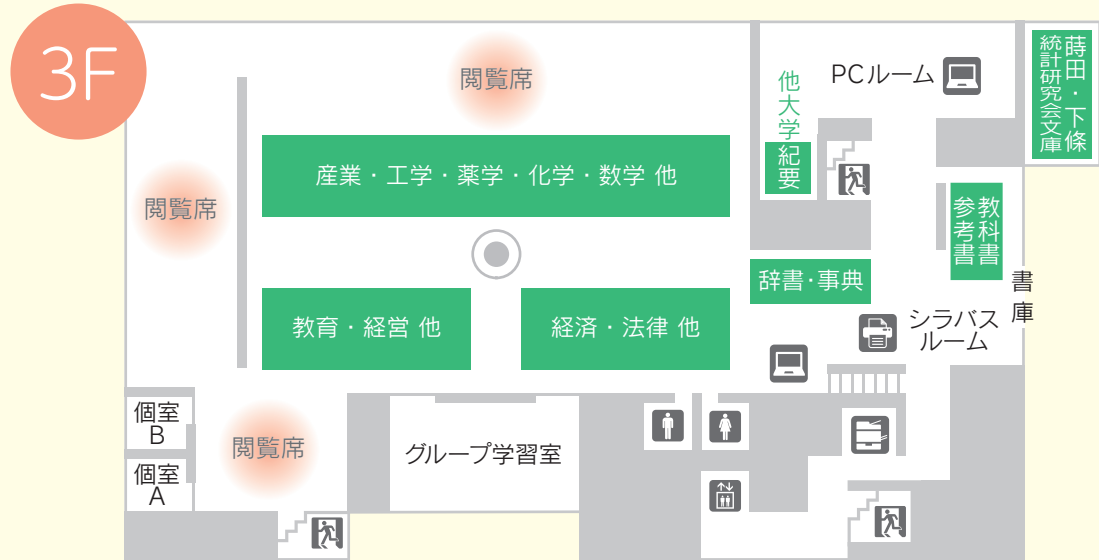 3F
閲覧席
PCルーム
蒔田・下條
統計研究会文庫
他大学
紀要
産業・工学・薬学・化学・数学 他
閲覧席
教科書
参考書
辞書・事典
書庫
教育・経営 他
経済・法律 他
シラバス
ルーム
個室
B
閲覧席
グループ学習室
個室
A